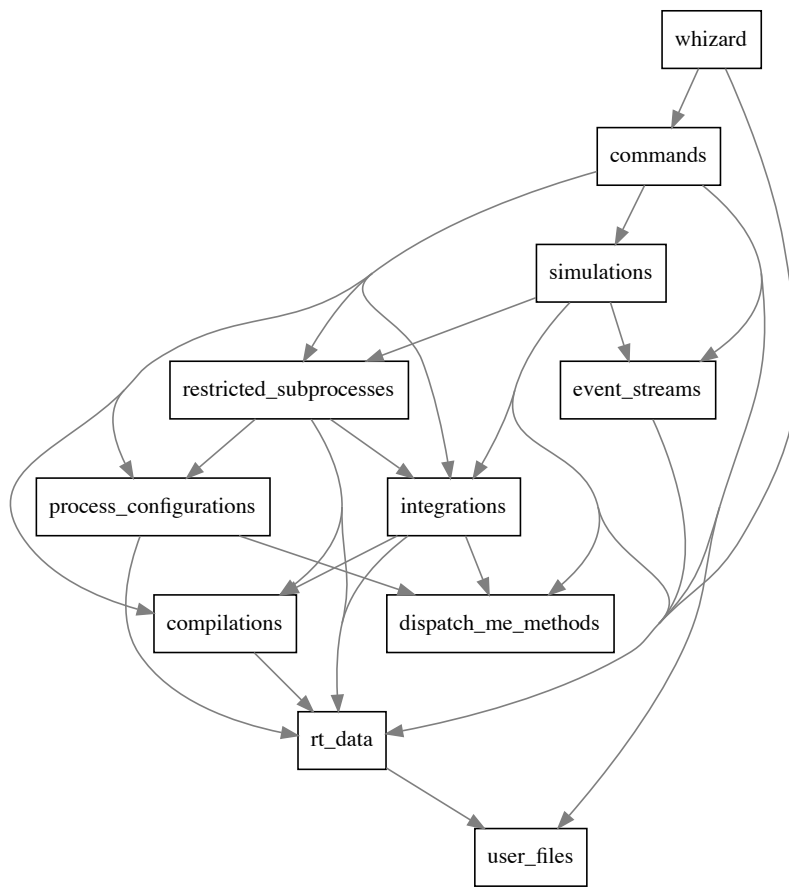 whizard
commands
simulations
restricted_subprocesses
event_streams
process_configurations
integrations
compilations
dispatch_me_methods
rt_data
user_files